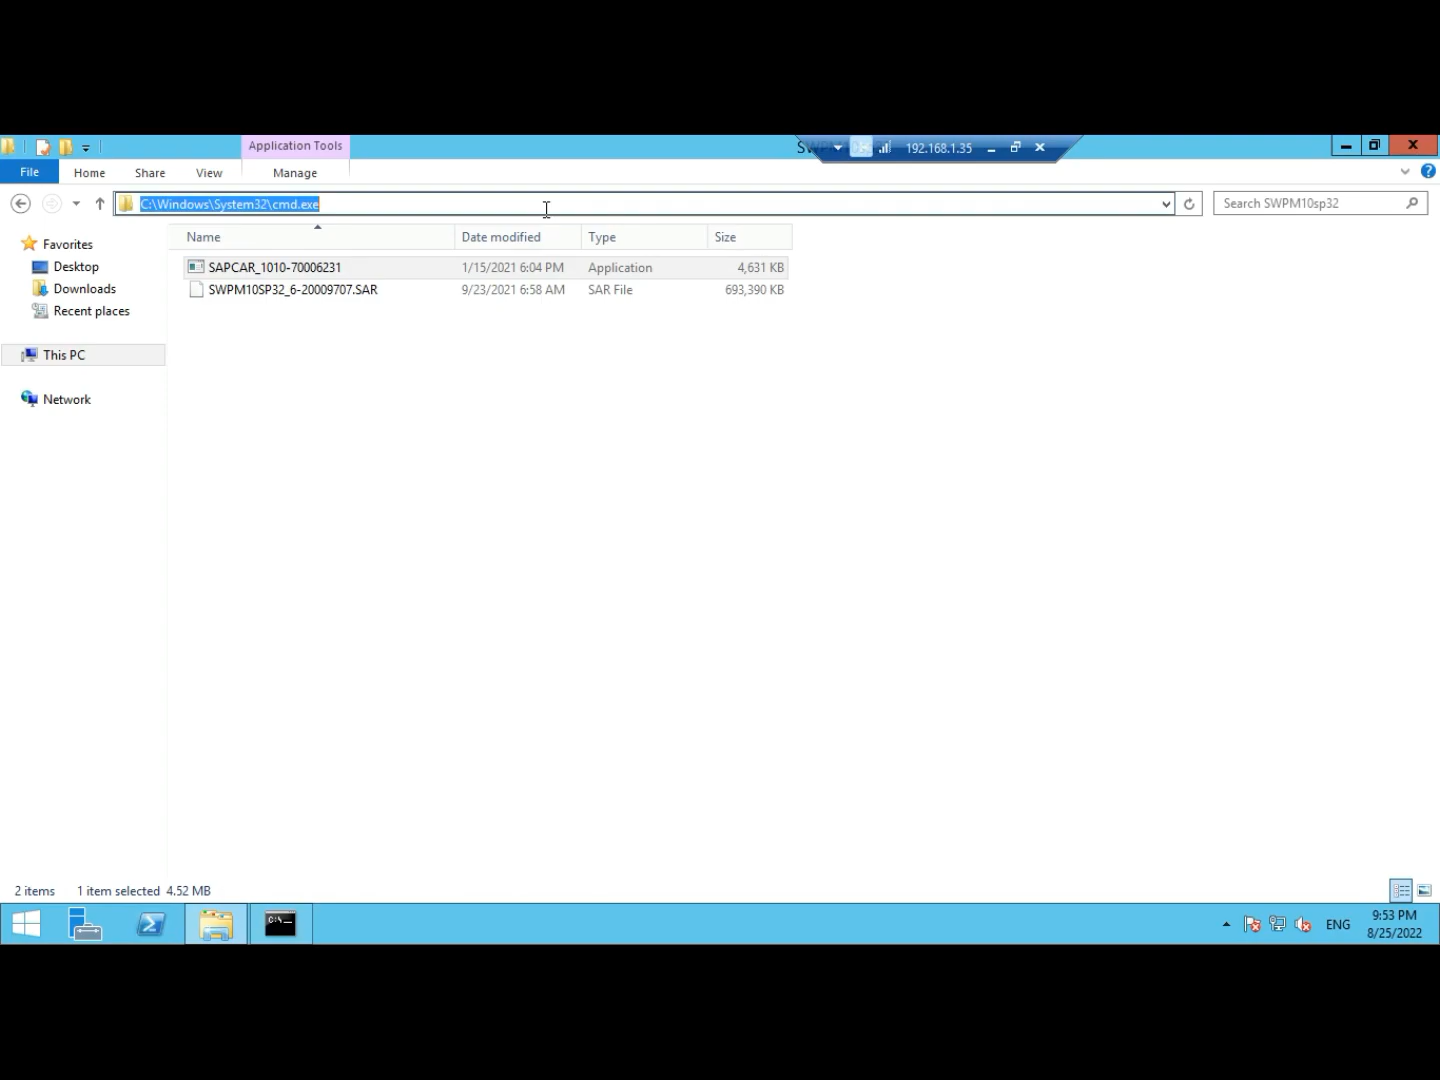 Application Tools
192.168.1.35
File
Home
Share
View
Manage
C:\Windows\System32\cmd.exe
Search SWPM10sp32
Favorites
Desktop
Downloads
Recent places
This PC
Network
Name
Date modified
Type
Size
SAPCAR_1010-70006231
1/15/2021 6:04 PM
Application
4,631 KB
SWPM10SP32_6-20009707.SAR
9/23/2021 6:58 AM
SAR File
693,390 KB
2 items
1 item selected 4.52 MB
C:\
ENG
9:53 PM
8/25/2022